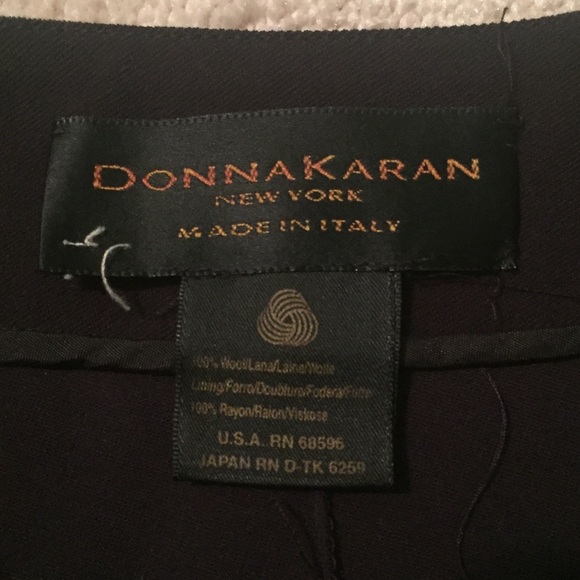 DONNAKARAN
NEW YORK
MADE IN ITALY
100% Wool/Lana/Laine/Wolle
Lining/Forro/Doublure/Fodera/Futter
100% Rayon/Raion/Viskose
U.S.A. RN 68596
JAPAN RN D-TK 6259